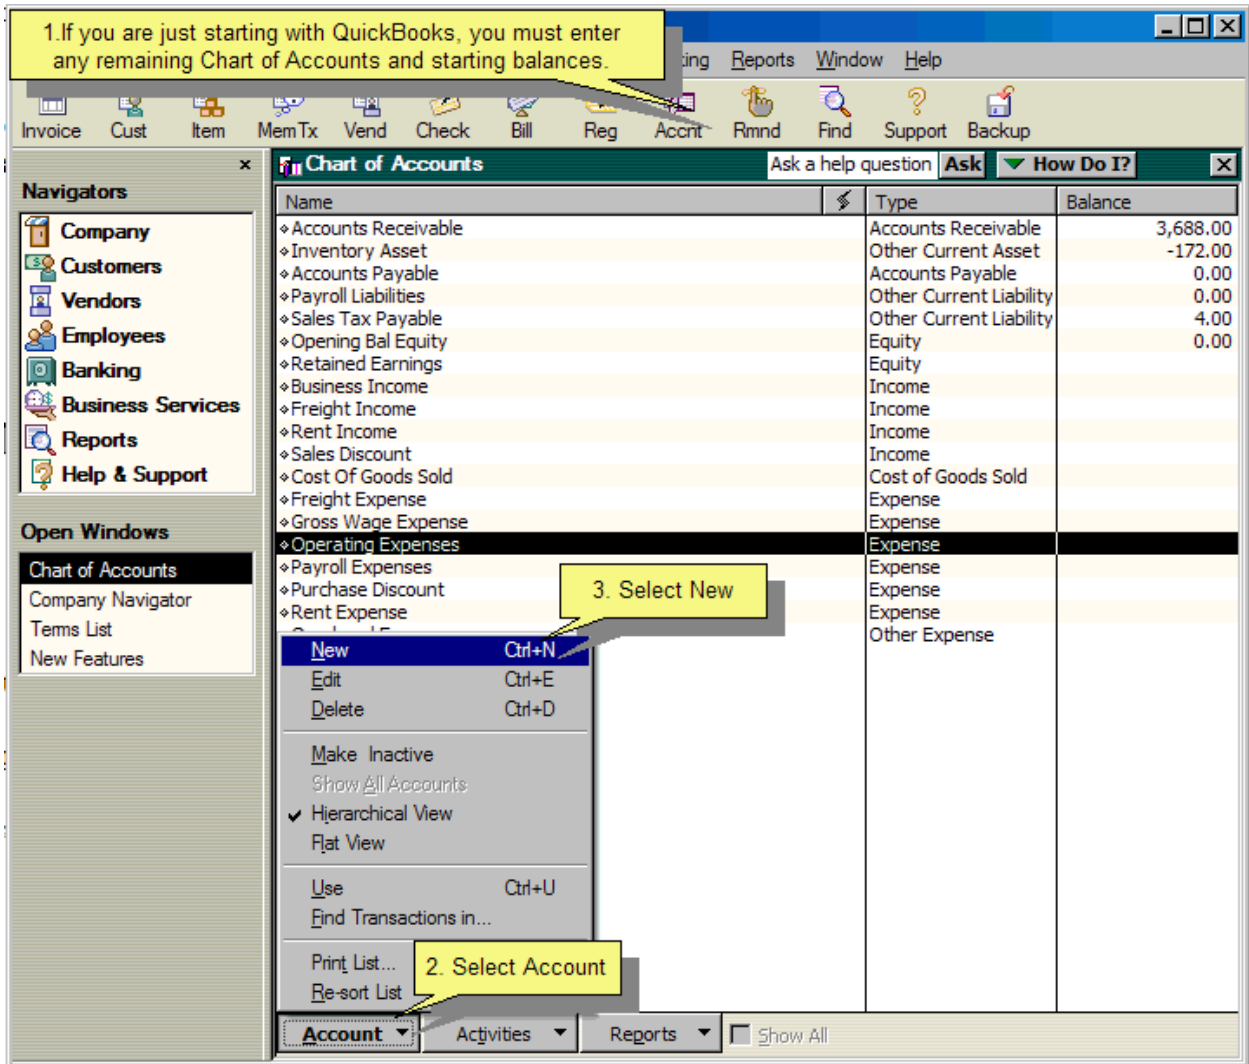 1.If you are just starting with QuickBooks, you must enter
any remaining Chart of Accounts and starting balances.
Reports Window Help
Invoice Cust Item MemTx Vend Check Bill Reg Accnt Rmnd Find Support Backup
Chart of Accounts Ask a help question Ask How Do I?
Navigators
Company
Customers
Vendors
Employees
Banking
Business Services
Reports
Help & Support
Open Windows
Chart of Accounts
Company Navigator
Terms List
New Features
Name Type Balance
Accounts Receivable Accounts Receivable 3,688.00
Inventory Asset Other Current Asset -172.00
Accounts Payable Accounts Payable 0.00
Payroll Liabilities Other Current Liability 0.00
Sales Tax Payable Other Current Liability 4.00
Opening Bal Equity Equity 0.00
Retained Earnings Equity
Business Income Income
Freight Income Income
Rent Income Income
Sales Discount Income
Cost Of Goods Sold Cost of Goods Sold
Freight Expense Expense
Gross Wage Expense Expense
Operating Expenses Expense
Payroll Expenses Expense
Purchase Discount Expense
Rent Expense Expense
Other Expense
3. Select New
New Ctrl+N
Edit Ctrl+E
Delete Ctrl+D
Make Inactive
Show All Accounts
Hierarchical View
Flat View
Use Ctrl+U
Find Transactions in...
Print List...
Re-sort List
2. Select Account
Account Activities Reports Show All